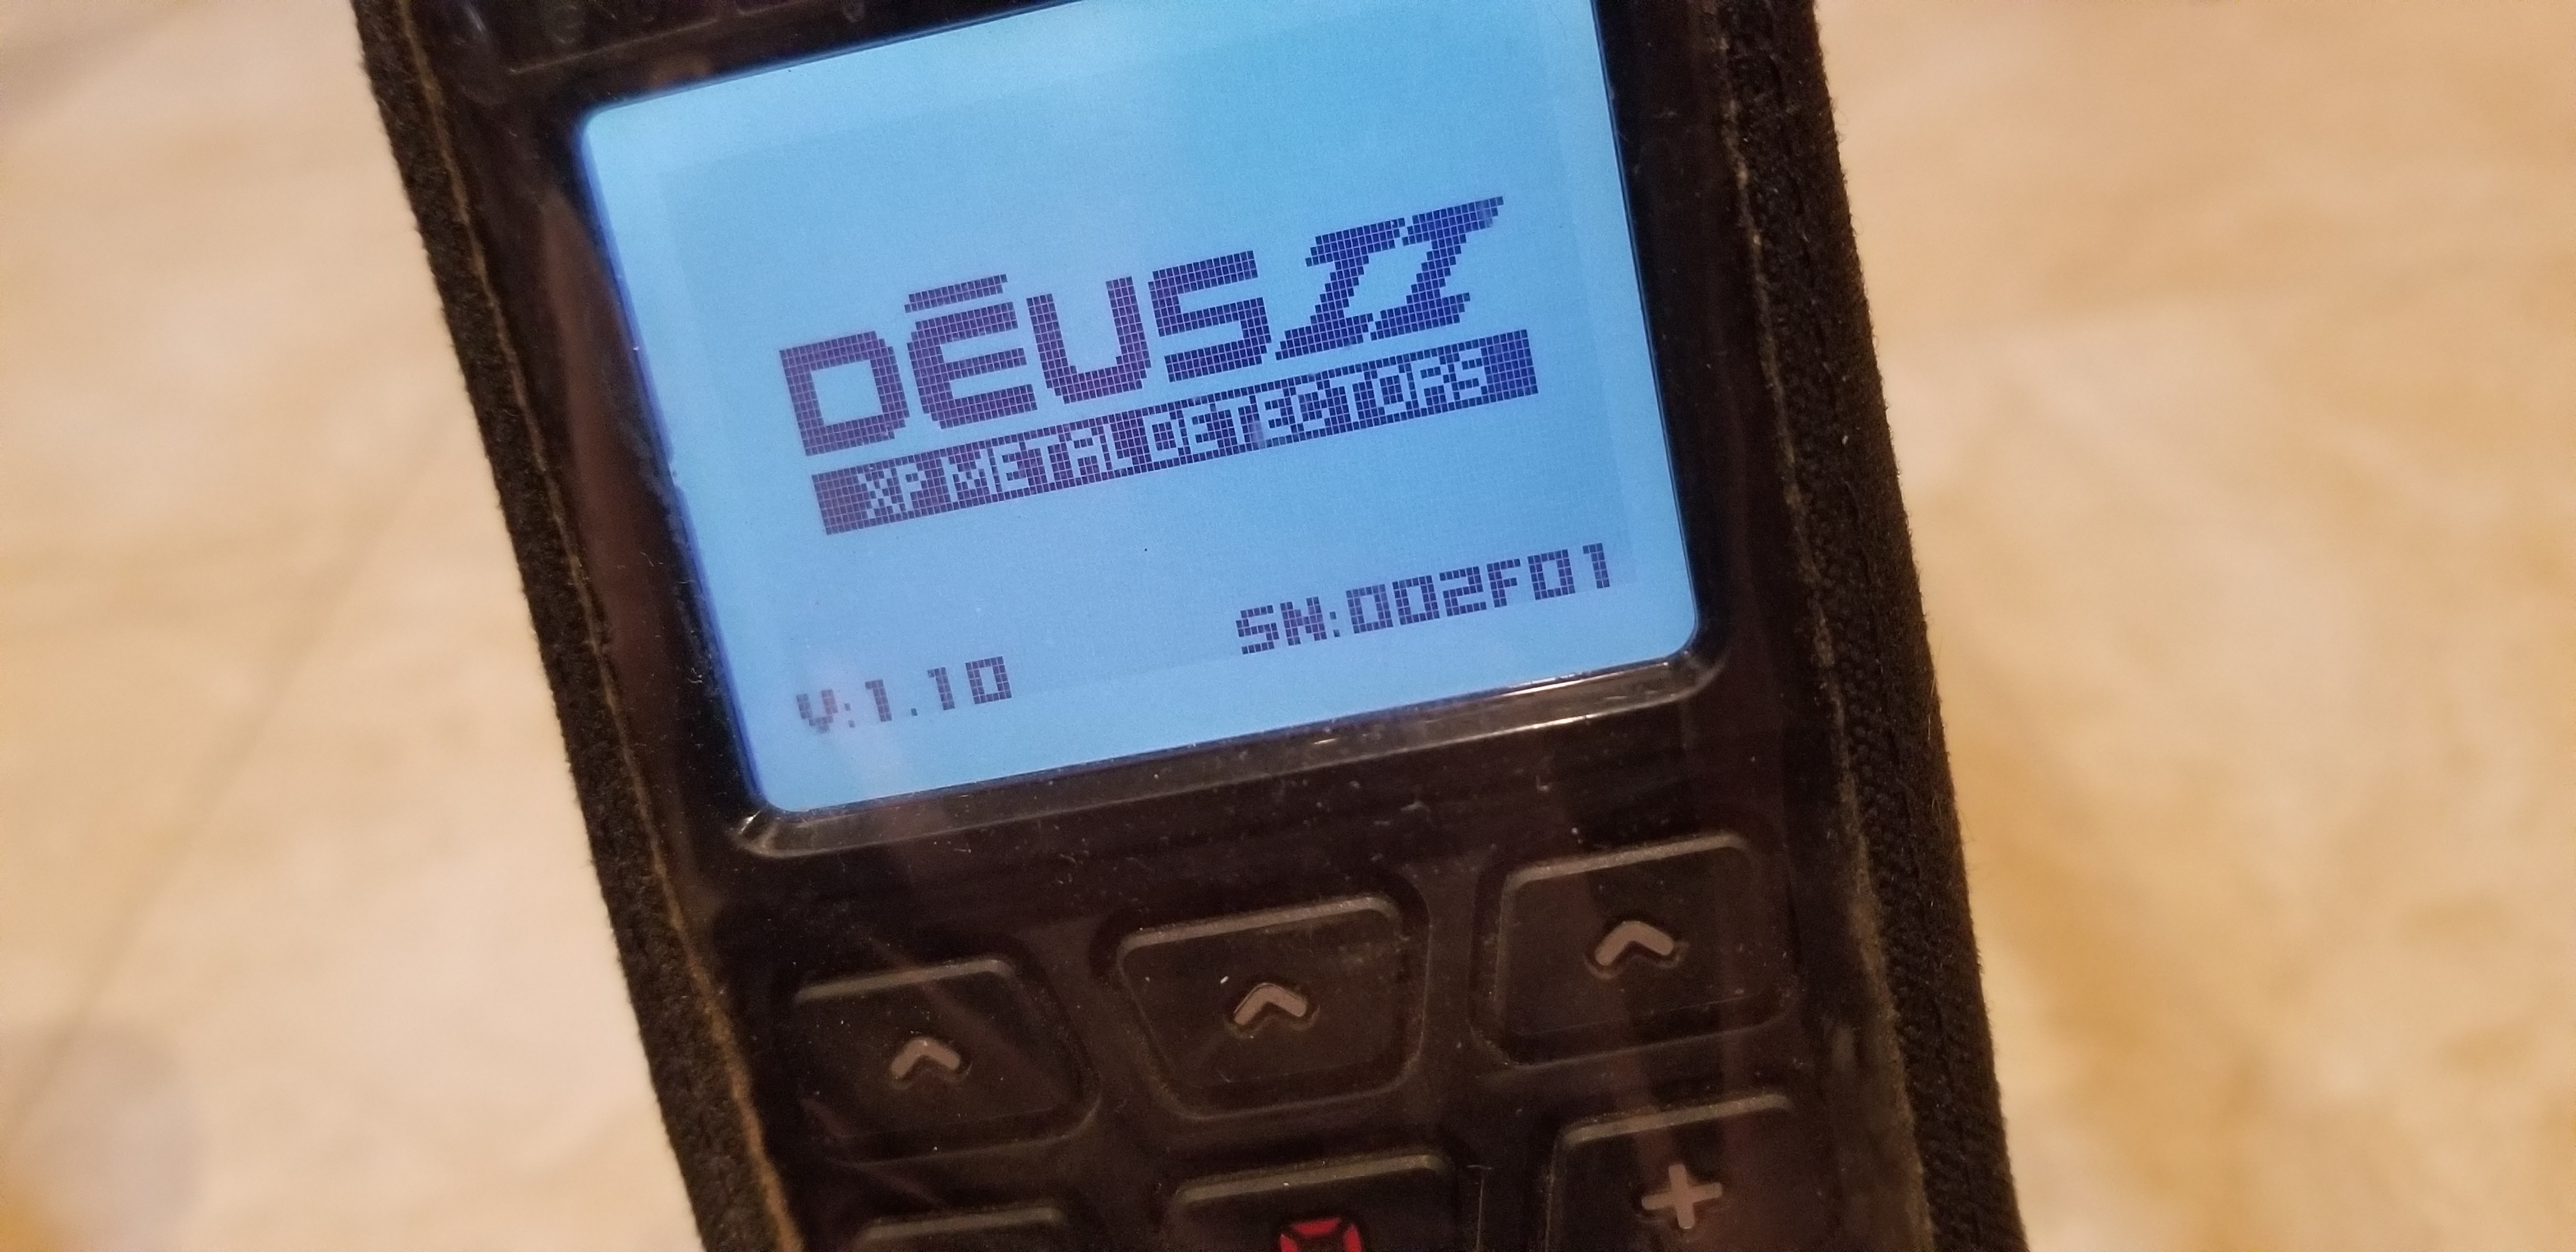 DĒUS II
XP METAL DETECTORS
SN:002F01
V:1.10